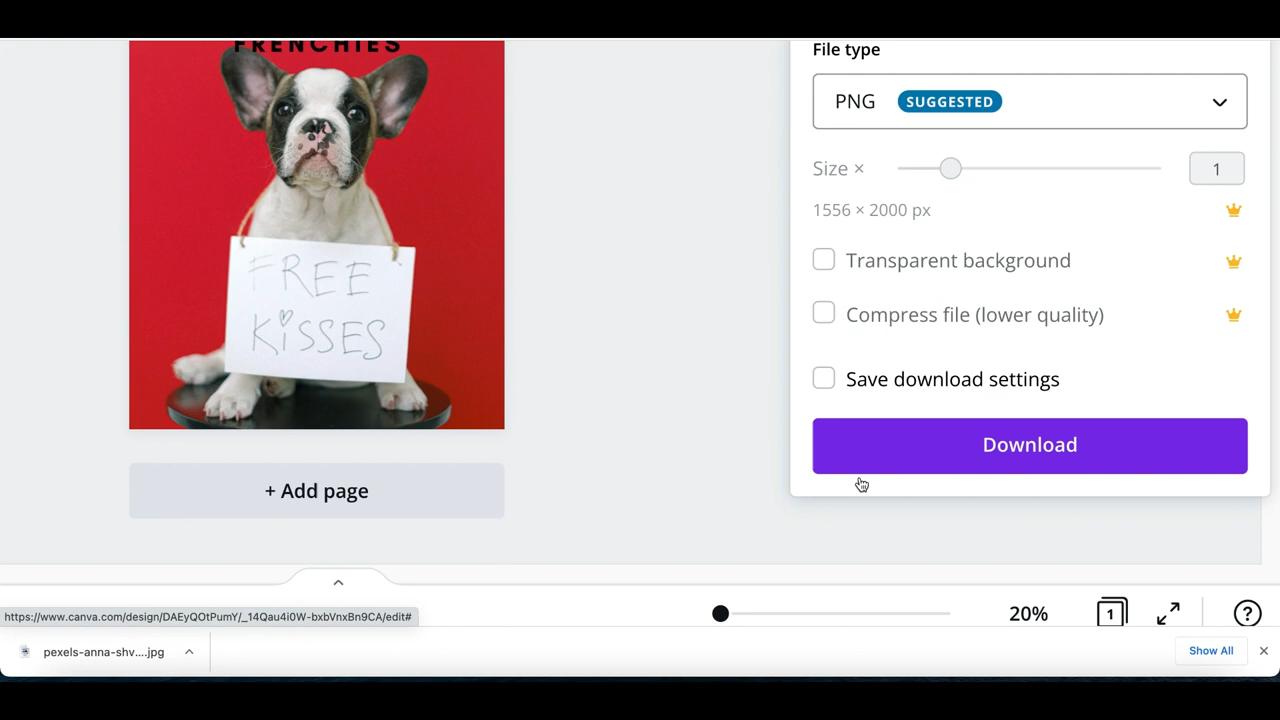 FRENCHIES
FREE
KISSES
+ Add page
File type
PNG SUGGESTED
Size × 1
1556 × 2000 px
Transparent background
Compress file (lower quality)
Save download settings
Download
https://www.canva.com/design/DAEyQOtPumY/_14Qau4i0W-bxbVnxBn9CA/edit#
20% 1 ?
pexels-anna-shv....jpg
Show All